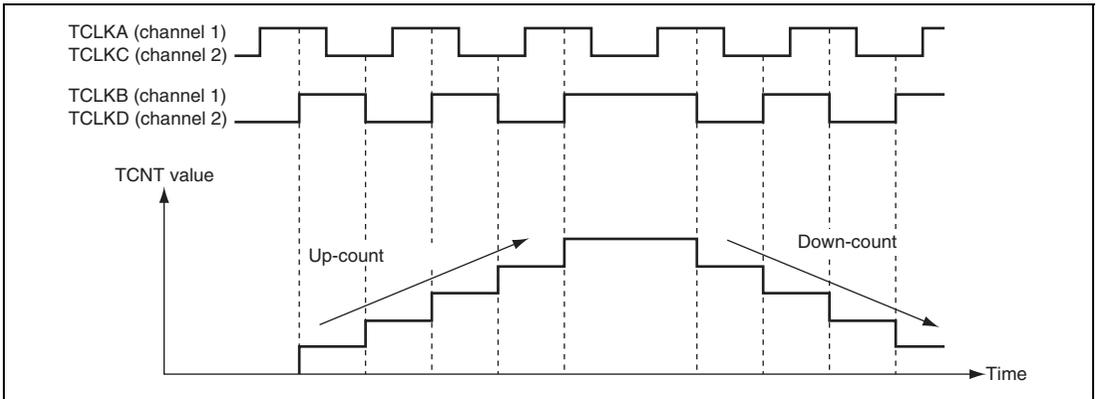 TCLKA (channel 1)
TCLKC (channel 2)
TCLKB (channel 1)
TCLKD (channel 2)
TCNT value
Up-count
Down-count
Time